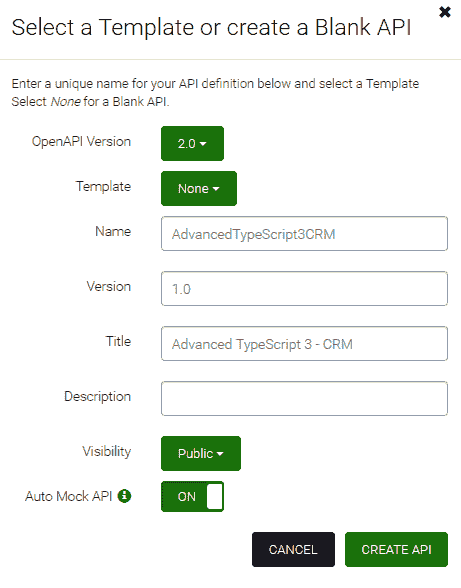 Select a Template or create a Blank API
Enter a unique name for your API definition below and select a Template
Select None for a Blank API.
OpenAPI Version 2.0
Template None
Name AdvancedTypeScript3CRM
Version 1.0
Title Advanced TypeScript 3 - CRM
Description
Visibility Public
Auto Mock API ON
CANCEL CREATE API